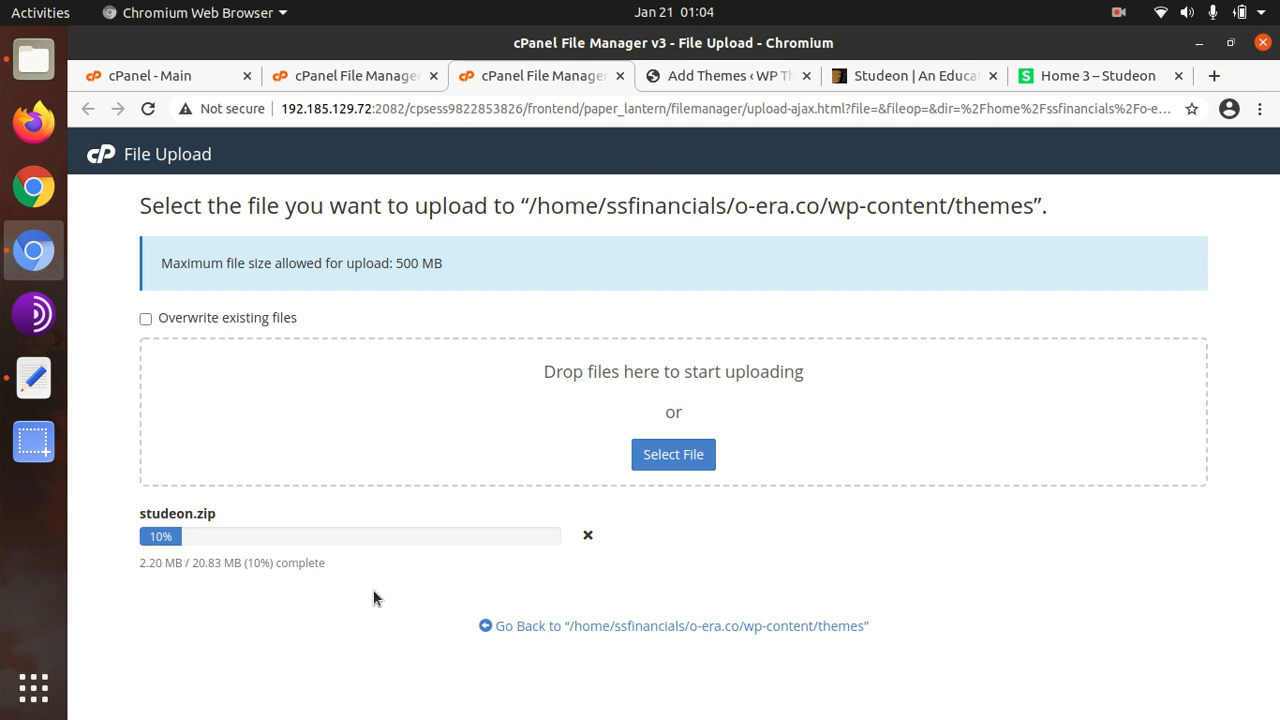 Activities
Chromium Web Browser
Jan 21 01:04
cPanel File Manager v3 - File Upload - Chromium
cPanel - Main
cPanel File Manager
cPanel File Manager
Add Themes ‹ WP Th
Studeon | An Educa
S Home 3 – Studeon
Not secure
192.185.129.72:2082/cpsess9822853826/frontend/paper_lantern/filemanager/upload-ajax.html?file=&fileop=&dir=%2Fhome%2Fssfinancials%2Fo-e...
cP File Upload
Select the file you want to upload to “/home/ssfinancials/o-era.co/wp-content/themes”.
Maximum file size allowed for upload: 500 MB
Overwrite existing files
Drop files here to start uploading
or
Select File
studeon.zip
10%
2.20 MB / 20.83 MB (10%) complete
Go Back to “/home/ssfinancials/o-era.co/wp-content/themes”